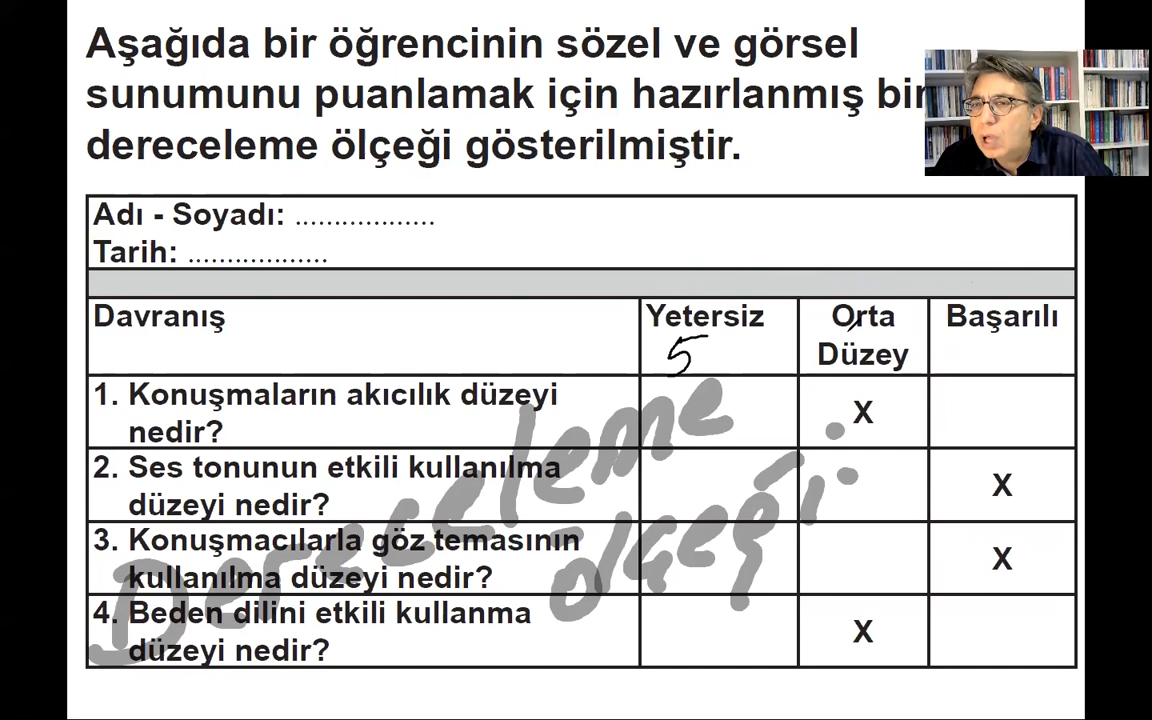 Aşağıda bir öğrencinin sözel ve görsel
sunumunu puanlamak için hazırlanmış bir
dereceleme ölçeği gösterilmiştir.
Adı - Soyadı: ..................
Tarih: ..................
Davranış Yetersiz Orta Düzey Başarılı
5
1. Konuşmaların akıcılık düzeyi
nedir? X
2. Ses tonunun etkili kullanılma
düzeyi nedir? X
3. Konuşmacılarla göz temasının
kullanılma düzeyi nedir? X
4. Beden dilini etkili kullanma
düzeyi nedir? X
Dereceleme
ölçeği